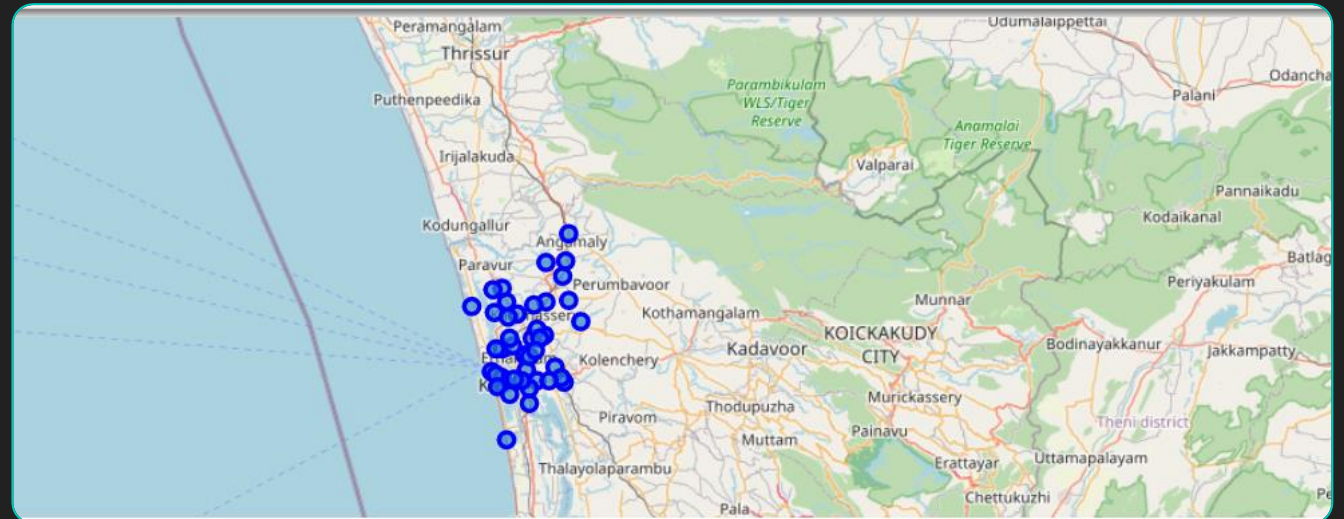 Peramangalam
Udumalaippettai
Thrissur
Odancha
Parambikulam
WLS/Tiger
Reserve
Palani
Puthenpeedika
Anamalai
Tiger Reserve
Irijalakuda
Valparai
Pannaikadu
Kodaikanal
Kodungallur
Angamaly
Batlag
Paravur
Perumbavoor
Periyakulam
Munnar
Kothamangalam
KOICKAKUDY
CITY
Bodinayakkanur
Kadavoor
Jakkampatty
Kolenchery
Murickassery
Thodupuzha
Piravom
Theni district
Painavu
Muttam
Uttamapalayam
Erattayar
Thalayolaparambu
Chettukuzhi
Pala